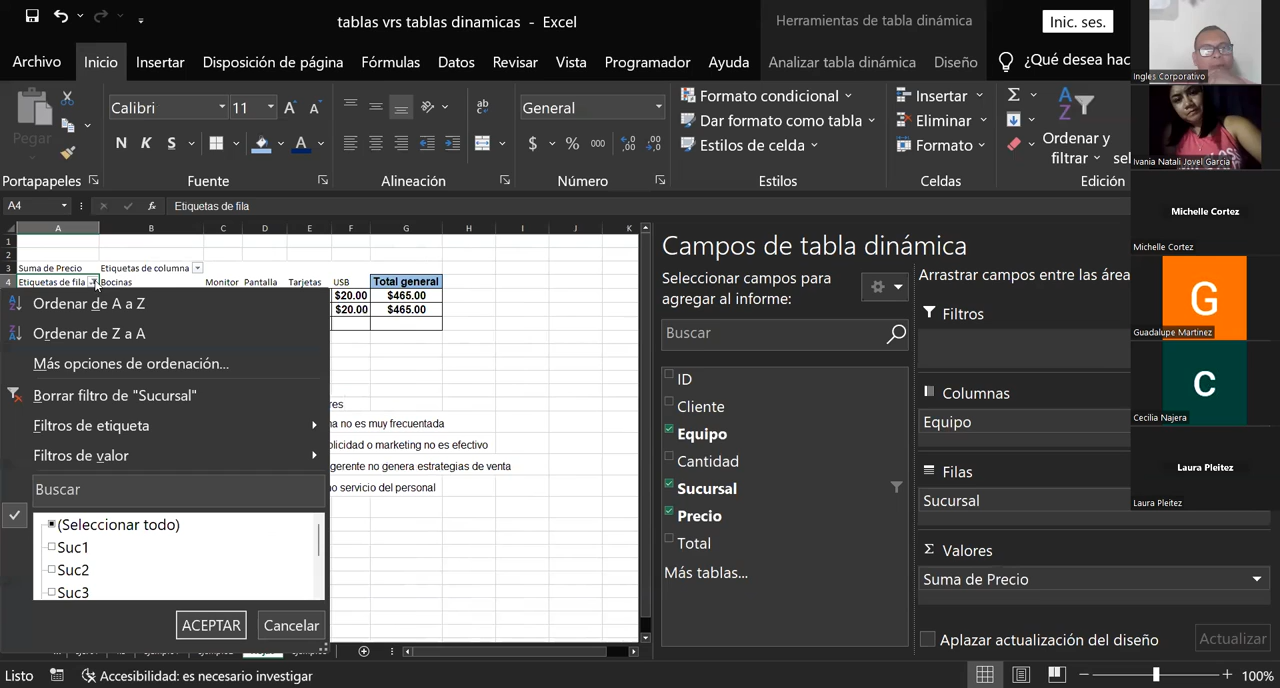 tablas vrs tablas dinamicas - Excel
Herramientas de tabla dinámica
Inic. ses.
Archivo Inicio Insertar Disposición de página Fórmulas Datos Revisar Vista Programador Ayuda Analizar tabla dinámica Diseño ¿Qué desea hac
Ingles Corporativo
Pegar
Calibri 11
General
Formato condicional
Insertar
Dar formato como tabla
Eliminar
Ordenar y
filtrar
sel
N K S
$ % 000
Estilos de celda
Formato
Ivania Natali Jovel Garcia
Portapapeles Fuente Alineación Número Estilos Celdas Edición
A4 fx Etiquetas de fila
Michelle Cortez
Michelle Cortez
A B C D E F G H I J K
1
2
3 Suma de Precio Etiquetas de columna
4 Etiquetas de fila Bocinas Monitor Pantalla Tarjetas USB Total general
$20.00 $465.00
$20.00 $465.00
Ordenar de A a Z
Ordenar de Z a A
Más opciones de ordenación...
Borrar filtro de "Sucursal"
Filtros de etiqueta
Filtros de valor
Buscar
(Seleccionar todo)
Suc1
Suc2
Suc3
ACEPTAR Cancelar
res
na no es muy frecuentada
licidad o marketing no es efectivo
gerente no genera estrategias de venta
o servicio del personal
Campos de tabla dinámica
Seleccionar campos para
agregar al informe:
Buscar
ID
Cliente
Equipo
Cantidad
Sucursal
Precio
Total
Más tablas...
Arrastrar campos entre las área
Filtros
Columnas
Equipo
Filas
Sucursal
Σ Valores
Suma de Precio
Aplazar actualización del diseño Actualizar
G
Guadalupe Martinez
C
Cecilia Najera
Laura Pleitez
Laura Pleitez
Listo Accesibilidad: es necesario investigar 100%